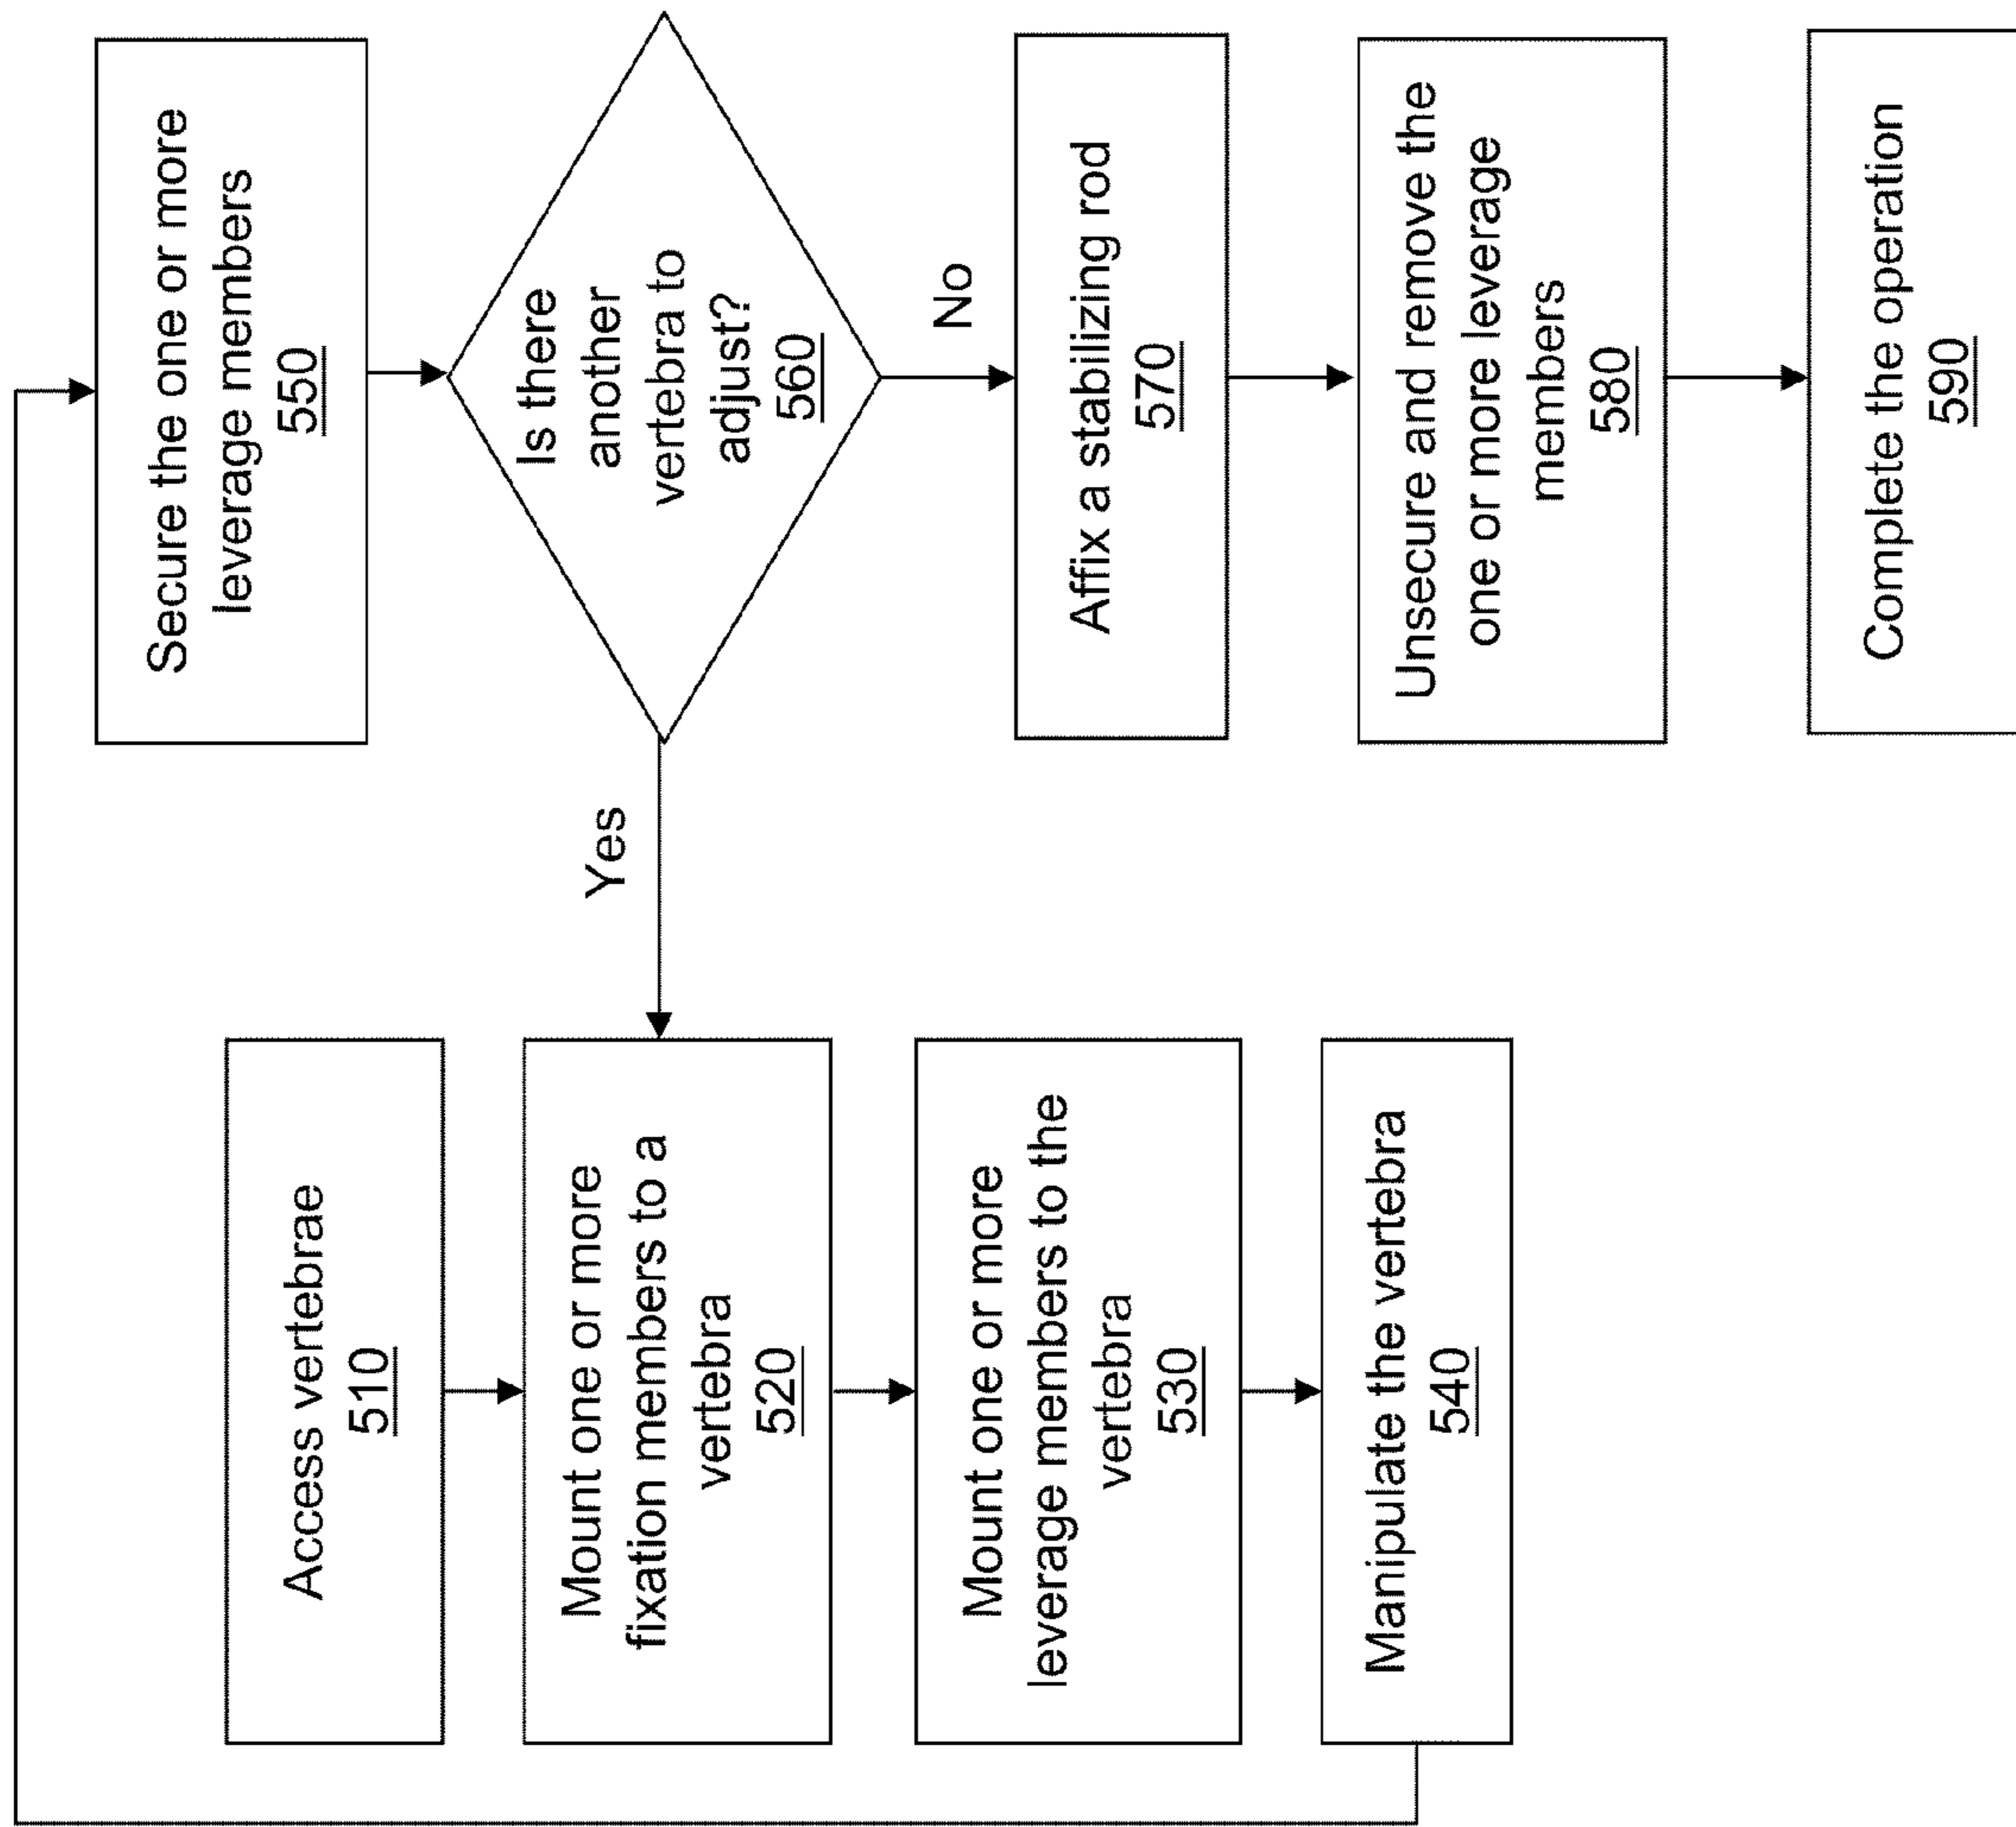 Access vertebrae
510
Mount one or more
fixation members to a
vertebra
520
Mount one or more
leverage members to the
vertebra
530
Manipulate the vertebra
540
Secure the one or more
leverage members
550
Is there
another
vertebra to
adjust?
560
Yes
No
Affix a stabilizing rod
570
Unsecure and remove the
one or more leverage
members
580
Complete the operation
590